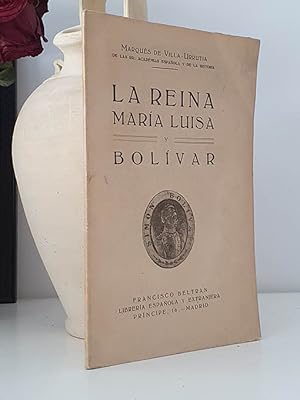 MARQUÉS DE VILLA-URRUTIA
DE LAS RR. ACADEMIAS ESPAÑOLA Y DE LA HISTORIA
LA REINA
MARÍA LUISA
Y
BOLÍVAR
SIMON BOLIVAR
FRANCISCO BELTRÁN
LIBRERÍA ESPAÑOLA Y EXTRANJERA
PRÍNCIPE, 16.—MADRID